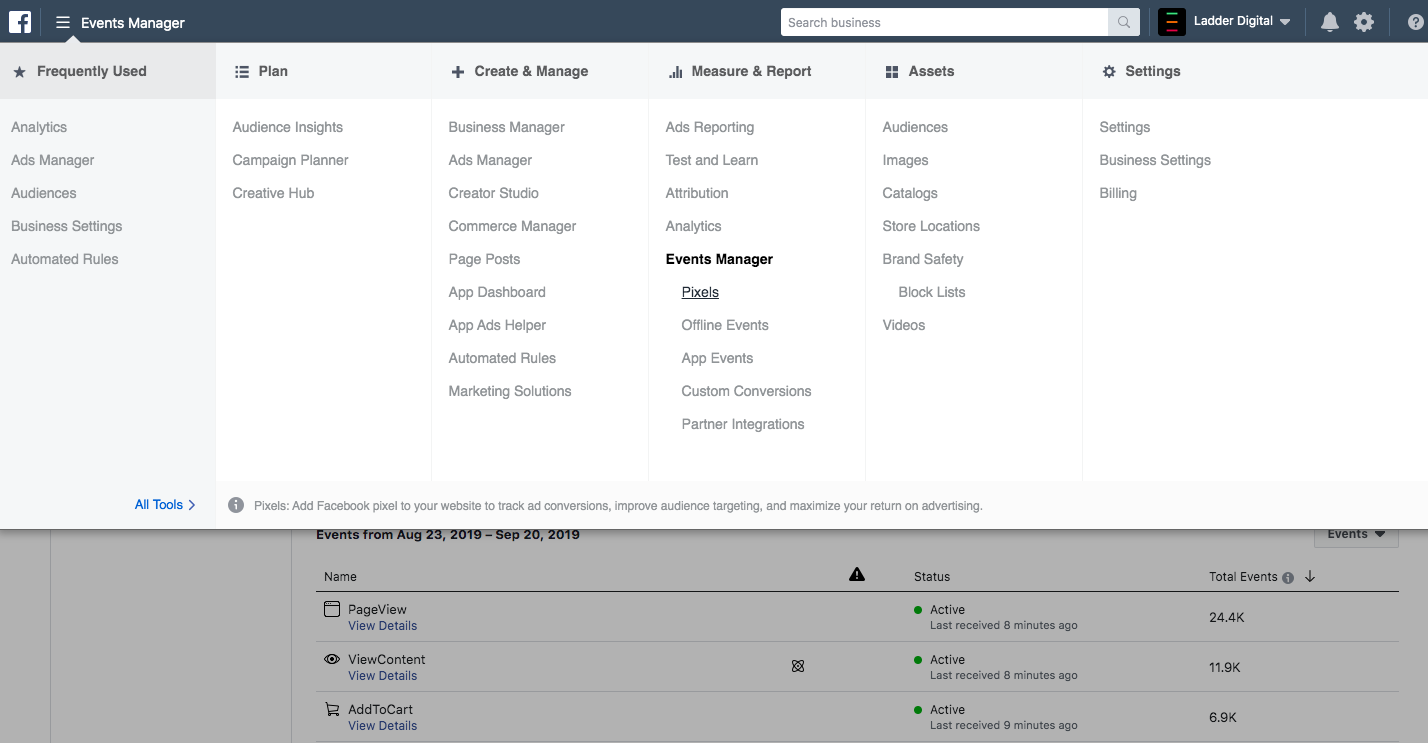 Events Manager
Search business
Ladder Digital
Frequently Used
Analytics
Ads Manager
Audiences
Business Settings
Automated Rules
All Tools
Plan
Audience Insights
Campaign Planner
Creative Hub
Create & Manage
Business Manager
Ads Manager
Creator Studio
Commerce Manager
Page Posts
App Dashboard
App Ads Helper
Automated Rules
Marketing Solutions
Measure & Report
Ads Reporting
Test and Learn
Attribution
Analytics
Events Manager
Pixels
Offline Events
App Events
Custom Conversions
Partner Integrations
Assets
Audiences
Images
Catalogs
Store Locations
Brand Safety
Block Lists
Videos
Settings
Settings
Business Settings
Billing
Pixels: Add Facebook pixel to your website to track ad conversions, improve audience targeting, and maximize your return on advertising.
Events from Aug 23, 2019 – Sep 20, 2019
Events
Name Status Total Events
PageView Active 24.4K
View Details Last received 8 minutes ago
ViewContent Active 11.9K
View Details Last received 8 minutes ago
AddToCart Active 6.9K
View Details Last received 9 minutes ago